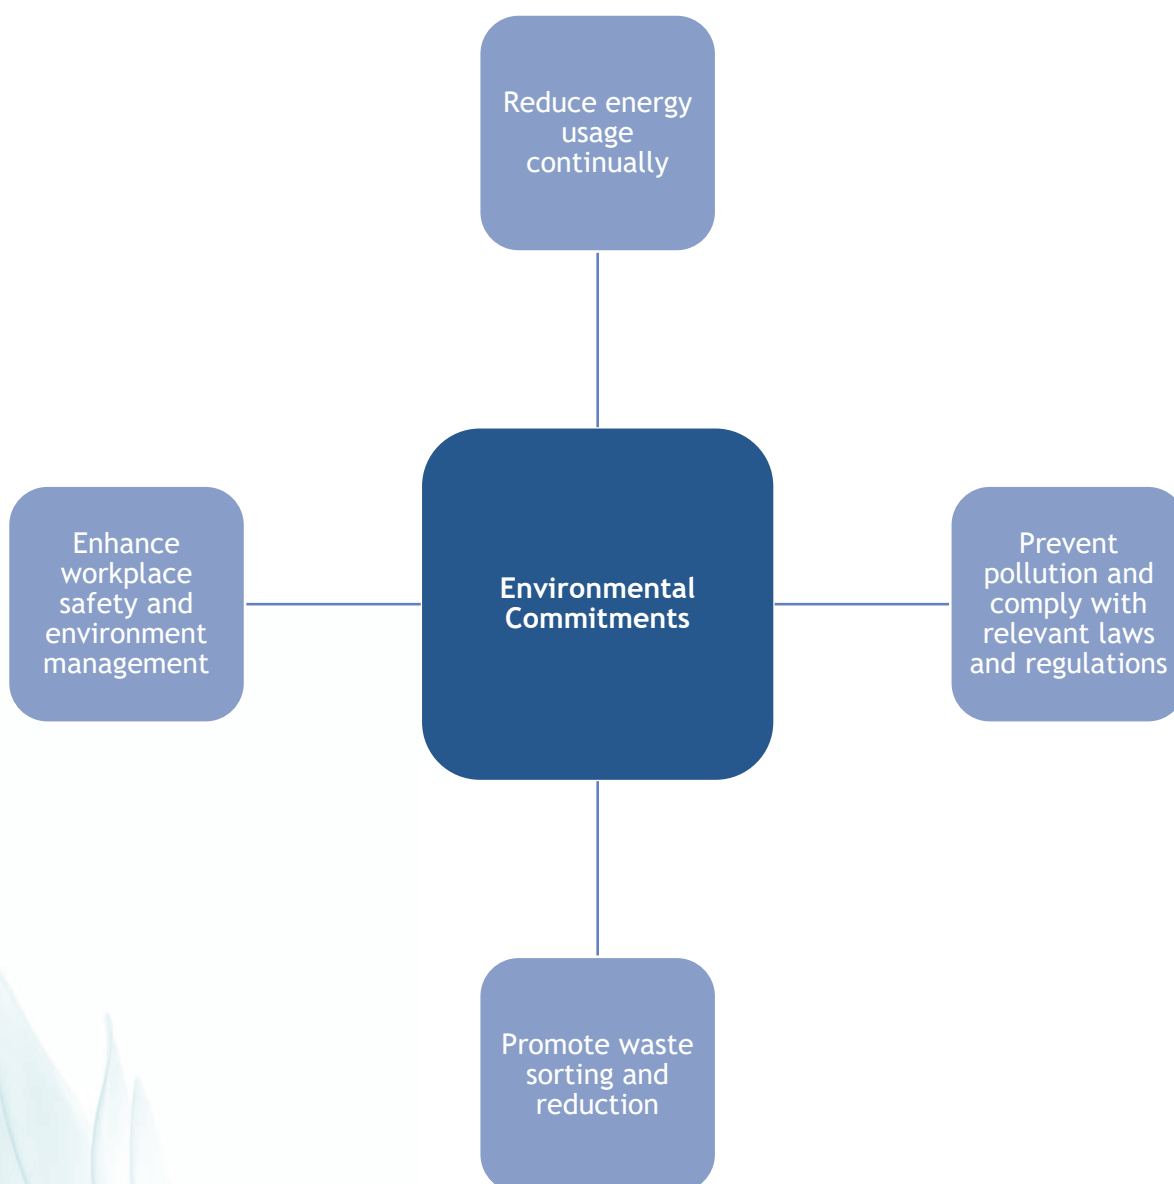 Reduce energy
usage
continually
Enhance
workplace
safety and
environment
management
Environmental
Commitments
Prevent
pollution and
comply with
relevant laws
and regulations
Promote waste
sorting and
reduction